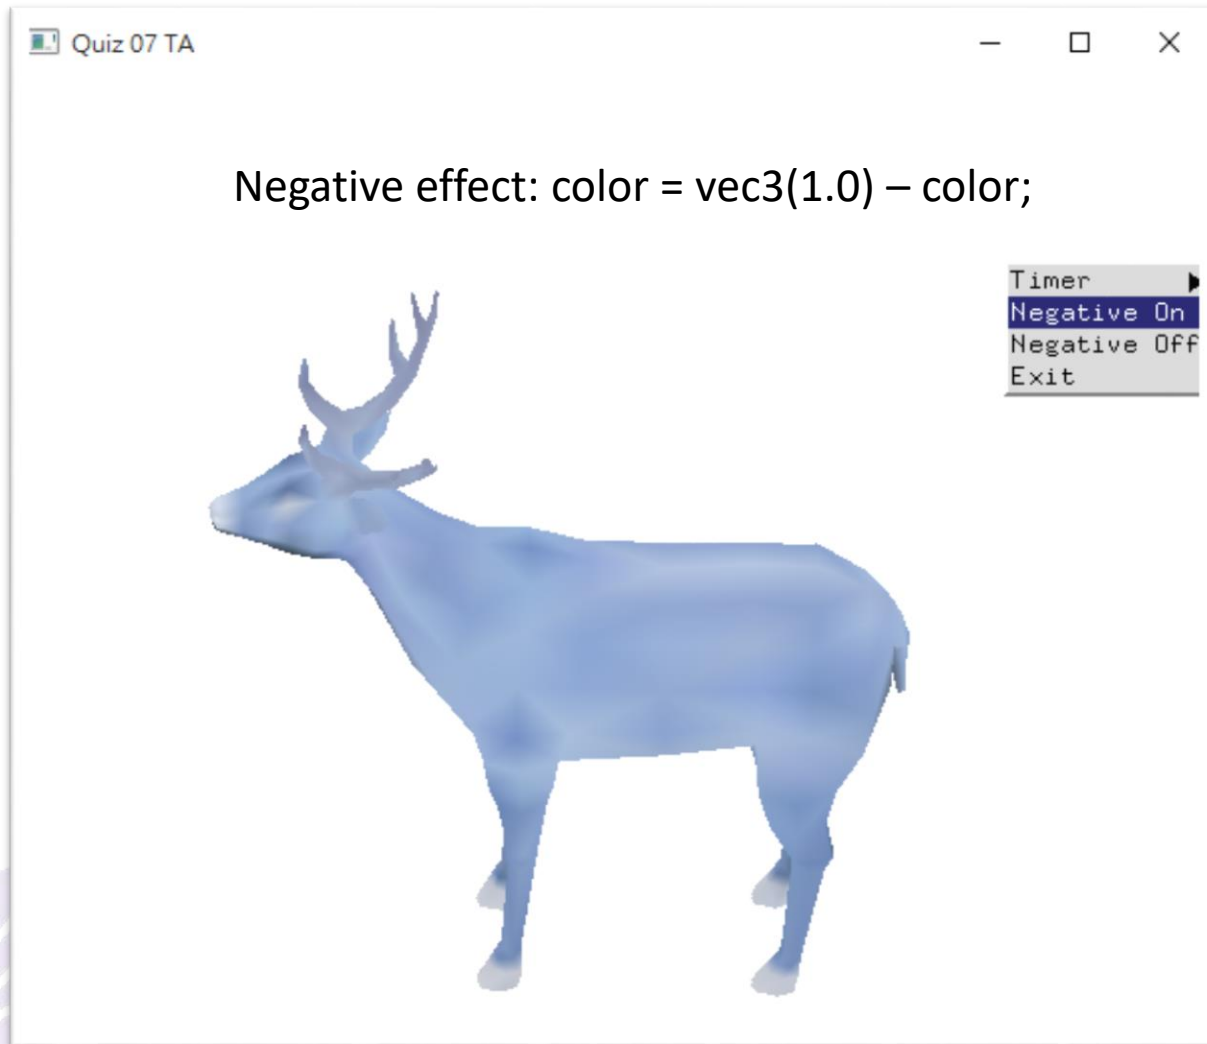 Quiz 07 TA
Negative effect: color = vec3(1.0) – color;
Timer
Negative On
Negative Off
Exit